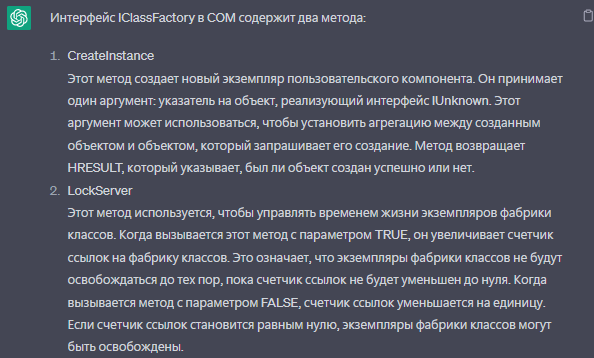 Интерфейс IClassFactory в COM содержит два метода:
1. CreateInstance
Этот метод создает новый экземпляр пользовательского компонента. Он принимает
один аргумент: указатель на объект, реализующий интерфейс IUnknown. Этот
аргумент может использоваться, чтобы установить агрегацию между созданным
объектом и объектом, который запрашивает его создание. Метод возвращает
HRESULT, который указывает, был ли объект создан успешно или нет.
2. LockServer
Этот метод используется, чтобы управлять временем жизни экземпляров фабрики
классов. Когда вызывается этот метод с параметром TRUE, он увеличивает счетчик
ссылок на фабрику классов. Это означает, что экземпляры фабрики классов не будут
освобождаться до тех пор, пока счетчик ссылок не будет уменьшен до нуля. Когда
вызывается метод с параметром FALSE, счетчик ссылок уменьшается на единицу.
Если счетчик ссылок становится равным нулю, экземпляры фабрики классов могут
быть освобождены.